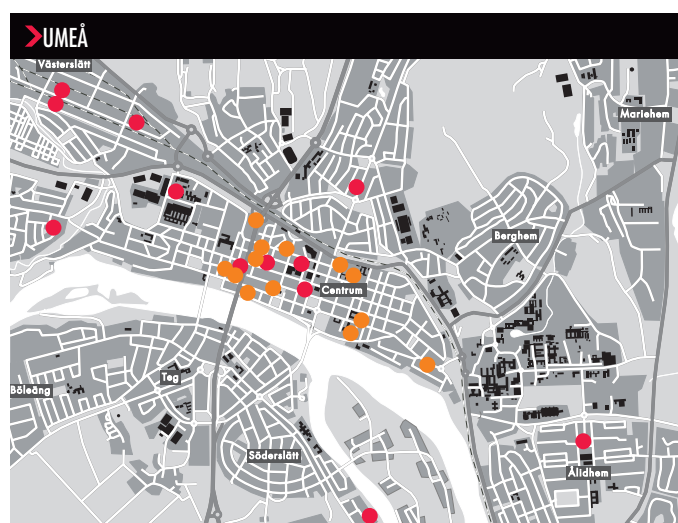 UMEÅ
Västerslätt
Mariehem
Berghem
Centrum
Teg
Böleäng
Söderslätt
Ålidhem